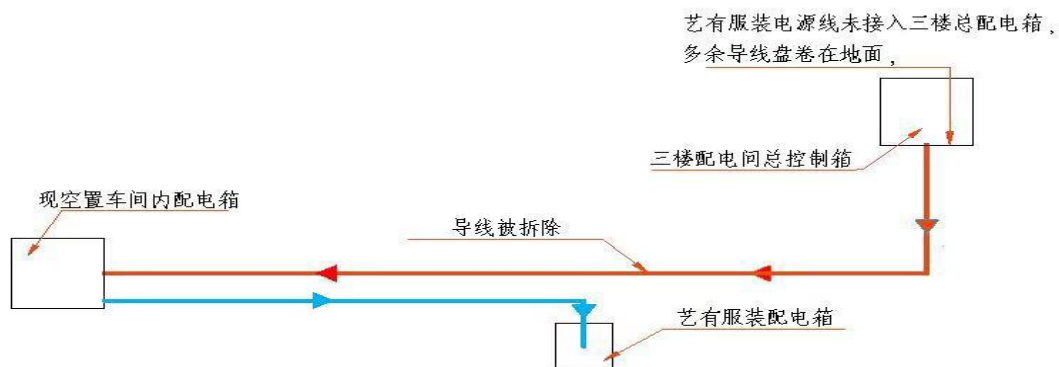 艺有服装电源线未接入三楼总配电箱，
多余导线盘卷在地面，
三楼配电间总控制箱
现空置车间内配电箱
导线被拆除
艺有服装配电箱